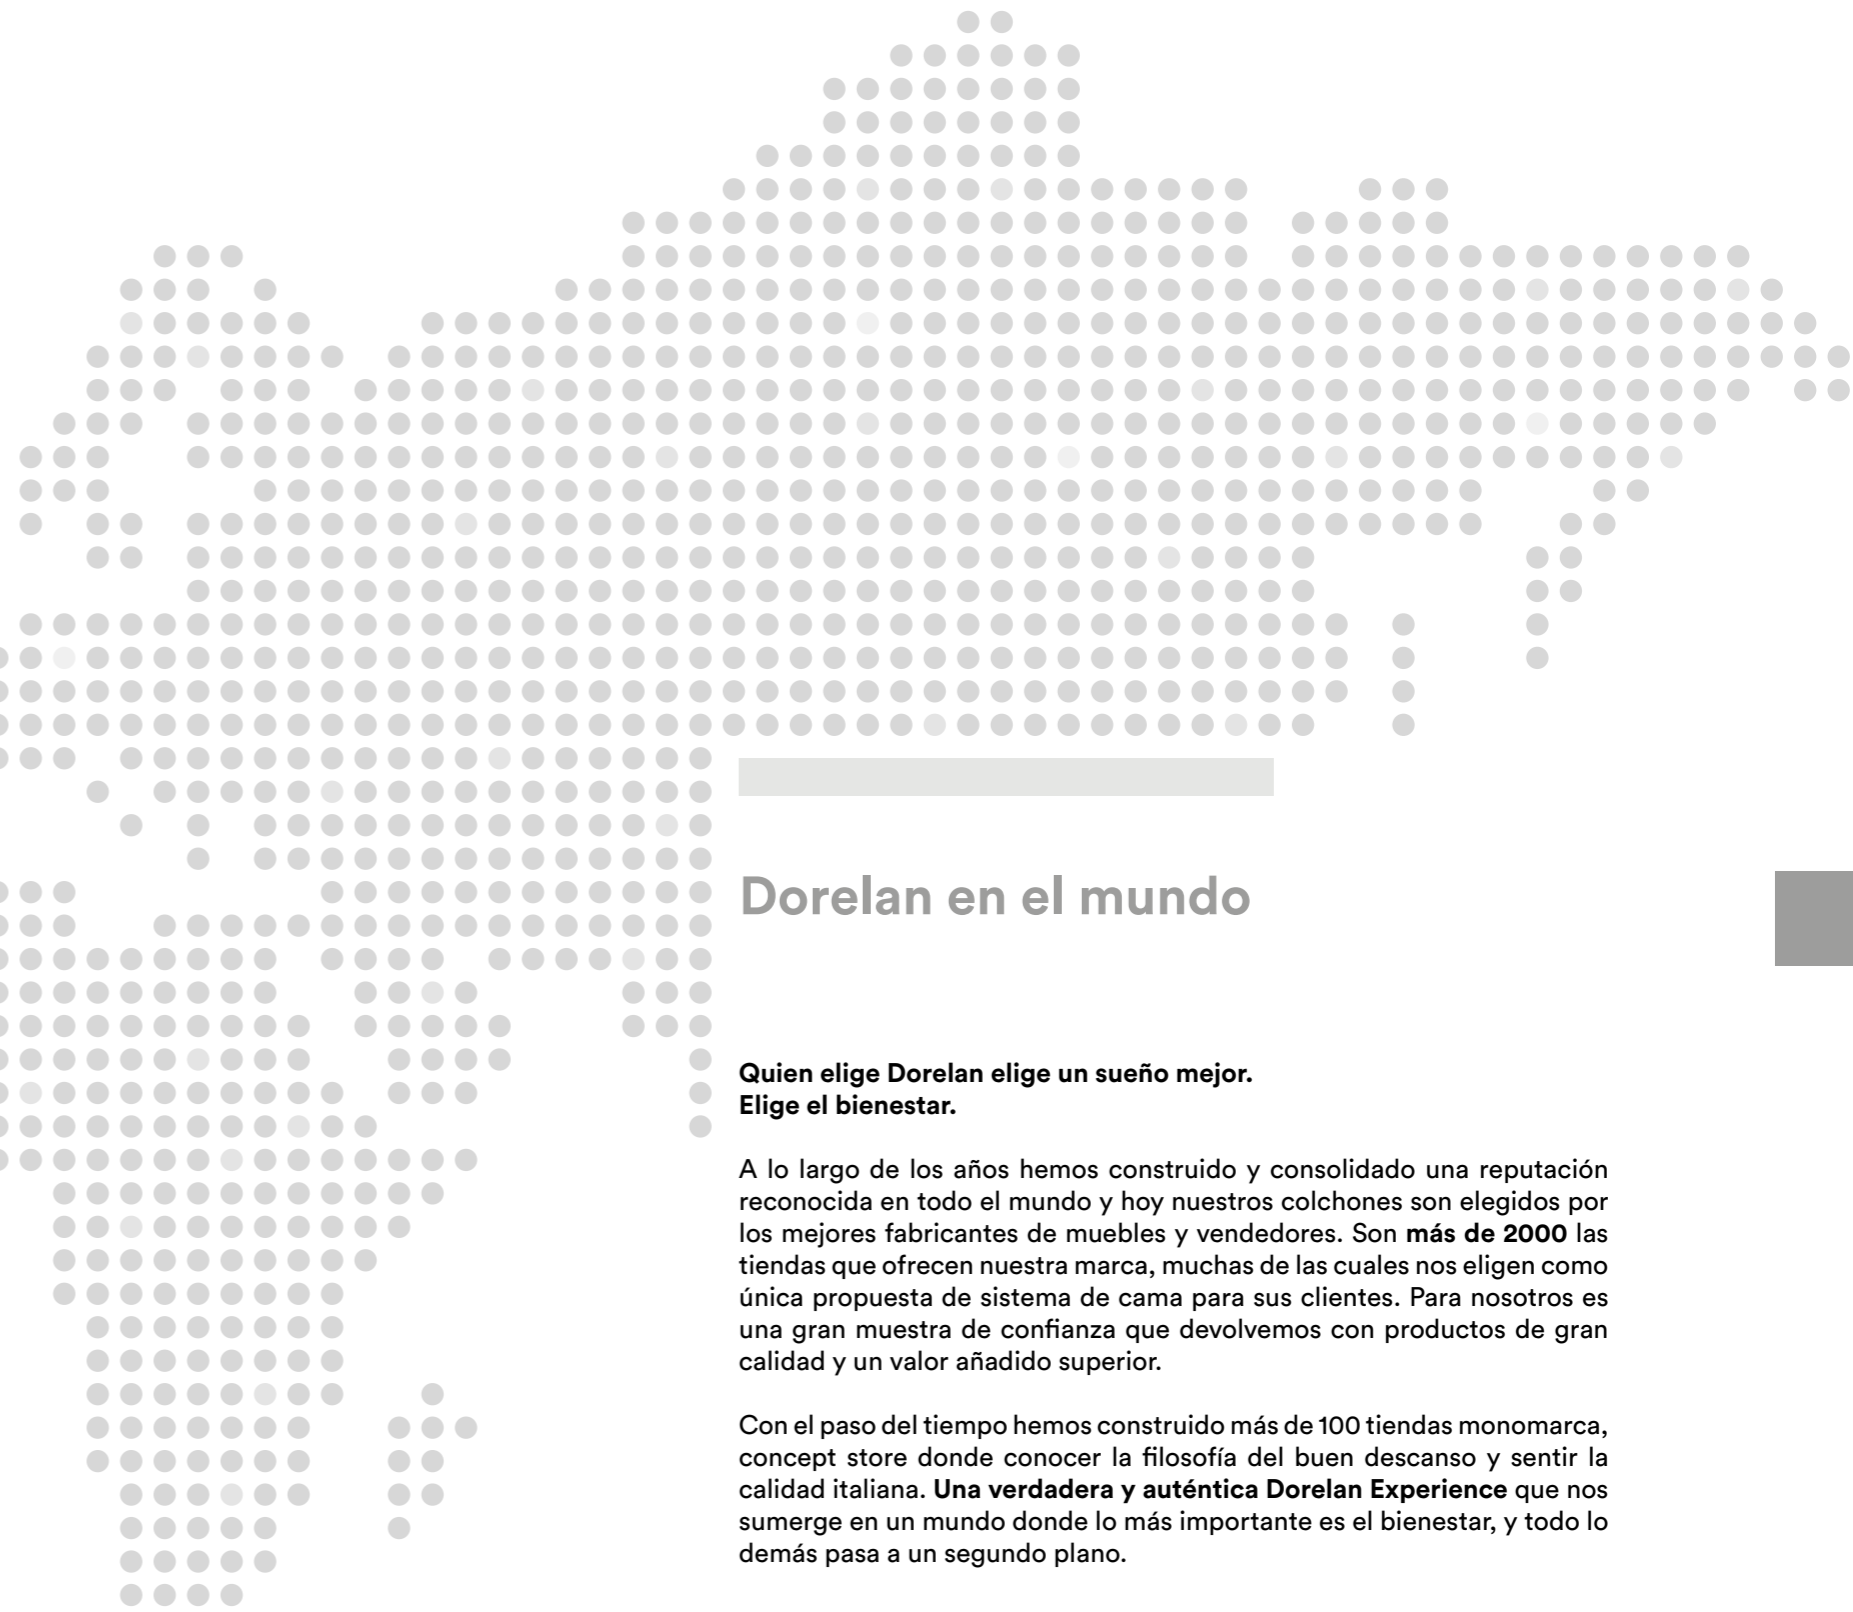 Dorelan en el mundo
Quien elige Dorelan elige un sueño mejor.
Elige el bienestar.
A lo largo de los años hemos construido y consolidado una reputación
reconocida en todo el mundo y hoy nuestros colchones son elegidos por
los mejores fabricantes de muebles y vendedores. Son más de 2000 las
tiendas que ofrecen nuestra marca, muchas de las cuales nos eligen como
única propuesta de sistema de cama para sus clientes. Para nosotros es
una gran muestra de confianza que devolvemos con productos de gran
calidad y un valor añadido superior.
Con el paso del tiempo hemos construido más de 100 tiendas monomarca,
concept store donde conocer la filosofía del buen descanso y sentir la
calidad italiana. Una verdadera y auténtica Dorelan Experience que nos
sumerge en un mundo donde lo más importante es el bienestar, y todo lo
demás pasa a un segundo plano.